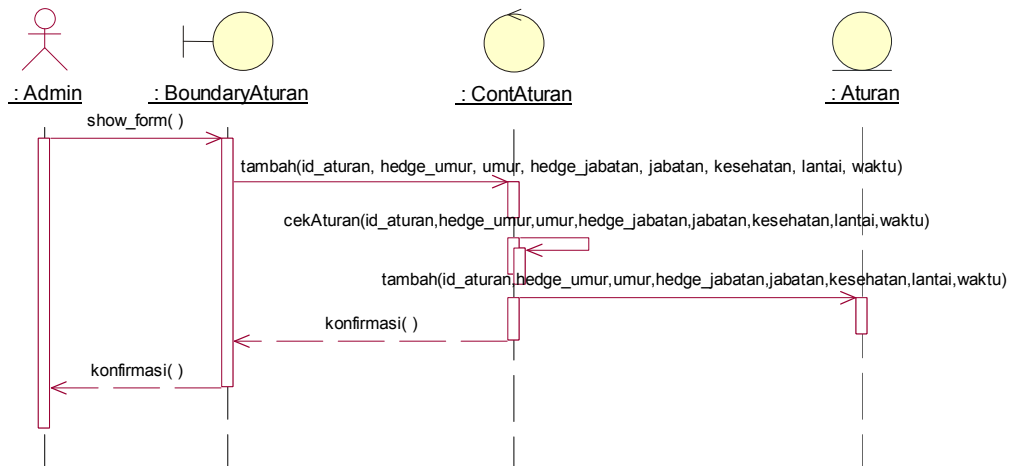 : Admin
: BoundaryAturan
: ContAturan
: Aturan
show_form( )
tambah(id_aturan, hedge_umur, umur, hedge_jabatan, jabatan, kesehatan, lantai, waktu)
cekAturan(id_aturan,hedge_umur,umur,hedge_jabatan,jabatan,kesehatan,lantai,waktu)
tambah(id_aturan,hedge_umur,umur,hedge_jabatan,jabatan,kesehatan,lantai,waktu)
konfirmasi( )
konfirmasi( )